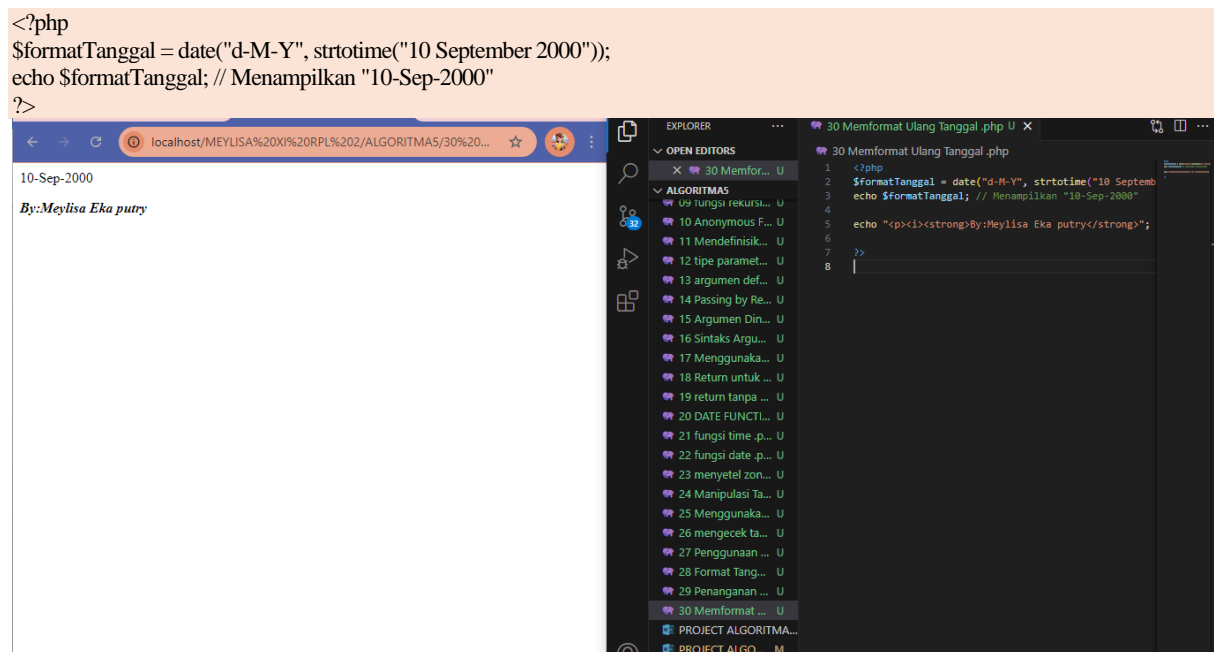 <?php
$formatTanggal = date("d-M-Y", strtotime("10 September 2000"));
echo $formatTanggal; // Menampilkan "10-Sep-2000"
?>
localhost/MEYLISA%20XI%20RPL%202/ALGORITMA5/30%20...
10-Sep-2000
By:Meylisa Eka putry
32
EXPLORER ...
OPEN EDITORS
30 Memfor... U
ALGORITMA5
09 fungsi rekursi... U
10 Anonymous F... U
11 Mendefinisik... U
12 tipe paramet... U
13 argumen def... U
14 Passing by Re... U
15 Argumen Din... U
16 Sintaks Argu... U
17 Menggunaka... U
18 Return untuk ... U
19 return tanpa ... U
20 DATE FUNCTI... U
21 fungsi time .p... U
22 fungsi date .p... U
23 menyetel zon... U
24 Manipulasi Ta... U
25 Menggunaka... U
26 mengecek ta... U
27 Penggunaan ... U
28 Format Tang... U
29 Penanganan ... U
30 Memformat ... U
PROJECT ALGORITMA...
PROJECT ALGO... M
30 Memformat Ulang Tanggal .php U
30 Memformat Ulang Tanggal .php
1 <?php
2 $formatTanggal = date("d-M-Y", strtotime("10 Septemb
3 echo $formatTanggal; // Menampilkan "10-Sep-2000"
4
5 echo "<p><i><strong>By:Meylisa Eka putry</strong>";
6
7 ?>
8